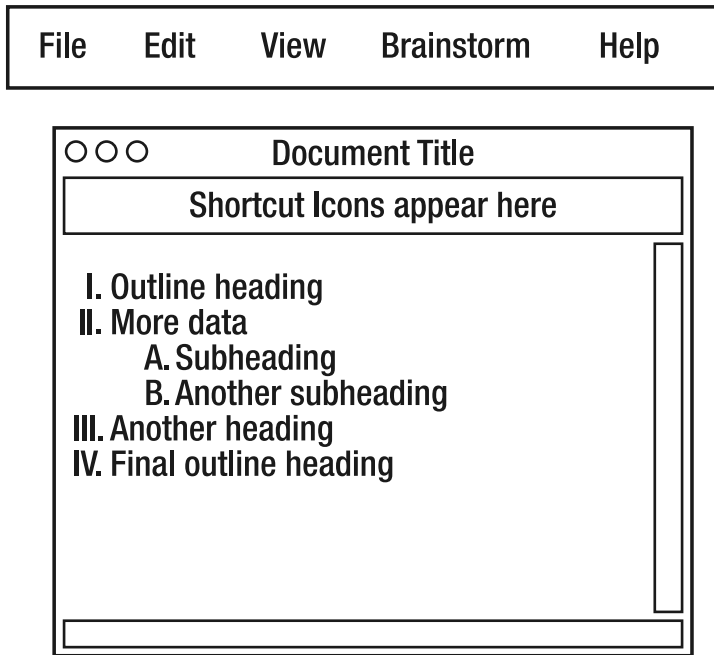 File Edit View Brainstorm Help
Document Title
Shortcut Icons appear here
I. Outline heading
II. More data
A. Subheading
B. Another subheading
III. Another heading
IV. Final outline heading